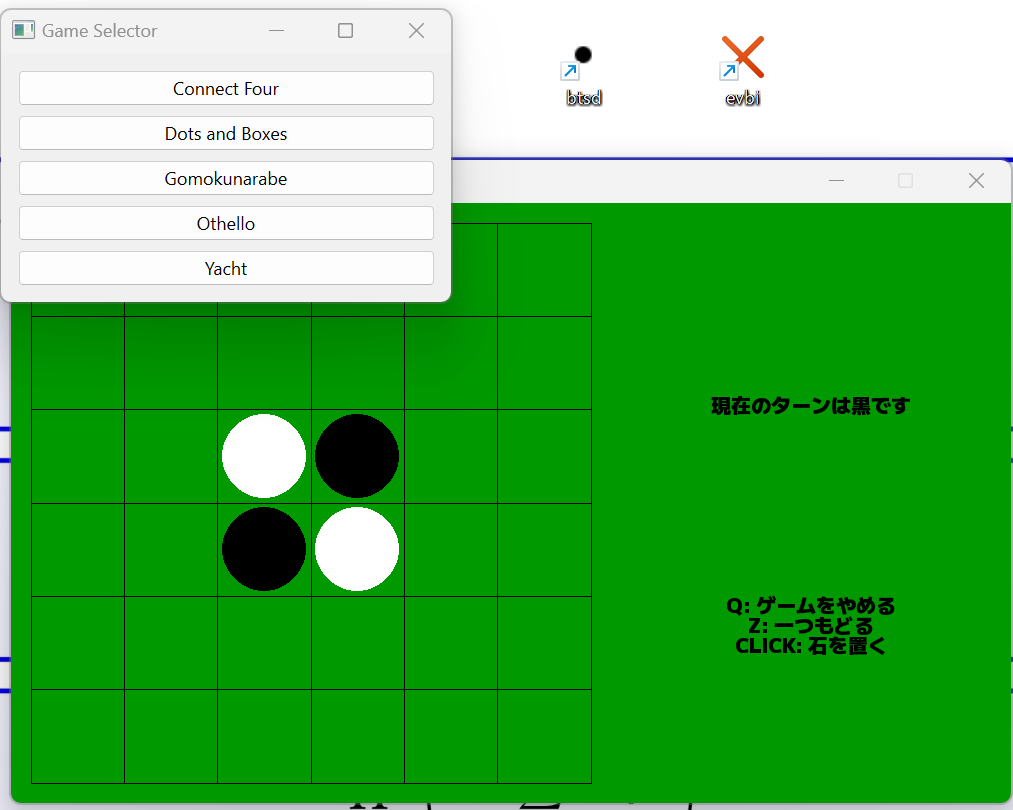 Game Selector
Connect Four
Dots and Boxes
Gomokunarabe
Othello
Yacht
btsd
evbi
現在のターンは黒です
Q: ゲームをやめる
Z: 一つもどる
CLICK: 石を置く